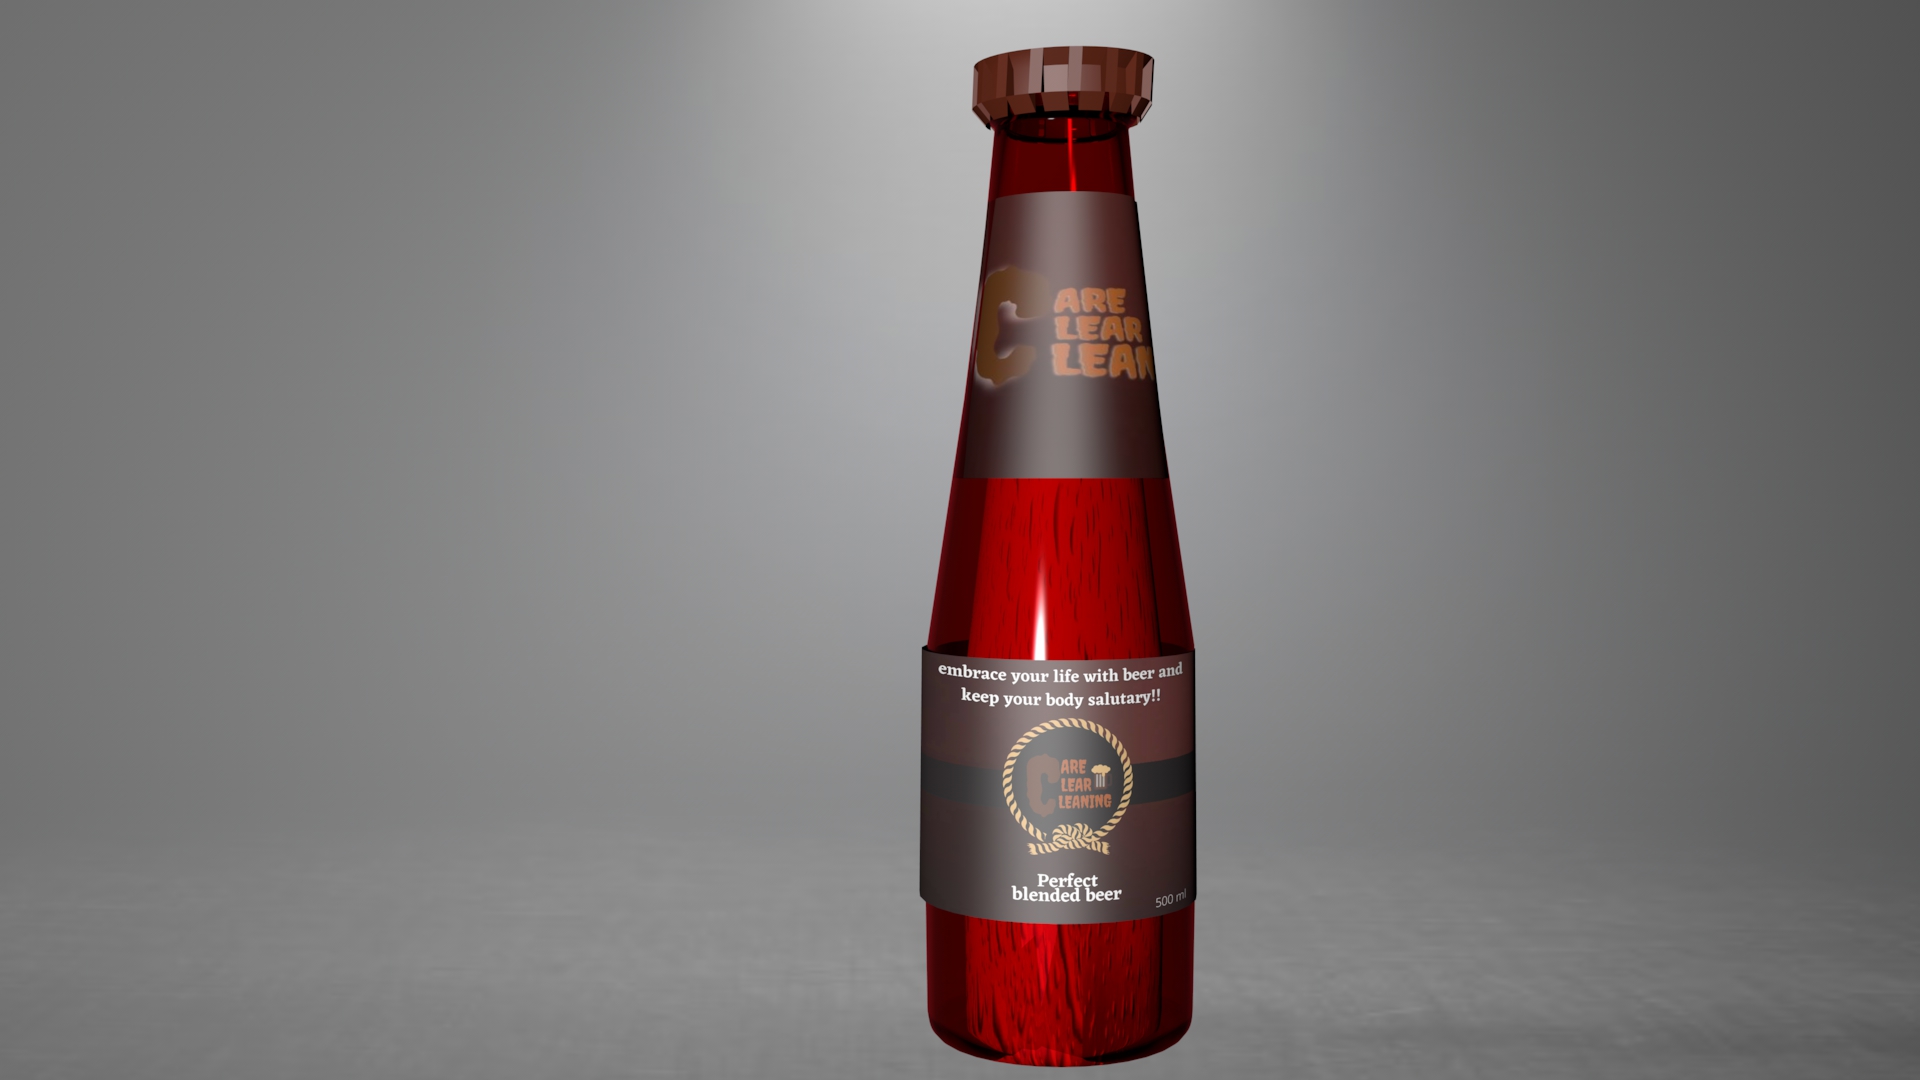 C
ARE
LEAR
LEAN
embrace your life with beer and
keep your body salutary!!
C
ARE
LEAR
LEANING
Perfect
blended beer
500 ml